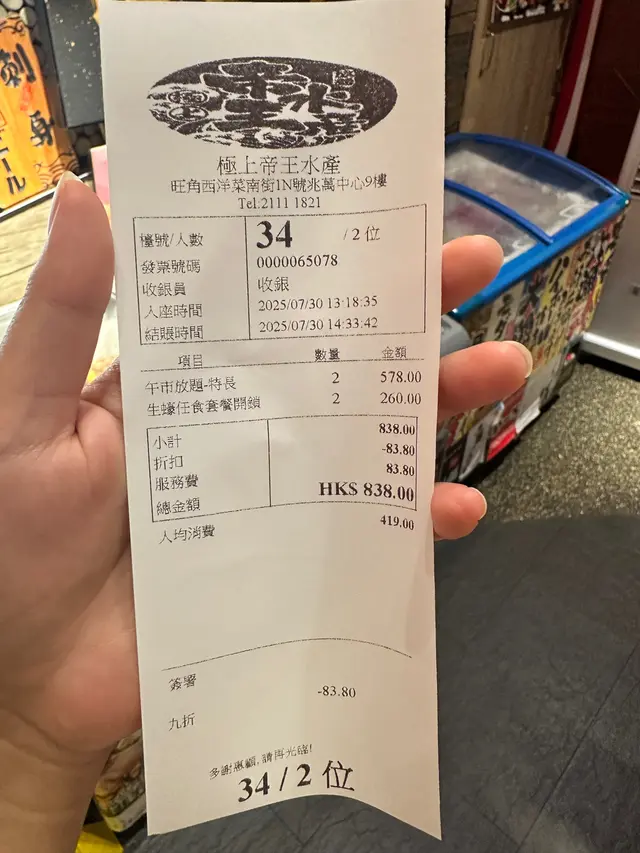 刺身
ビール
極上帝王水產
旺角西洋菜南街1N號兆萬中心9樓
Tel:2111 1821
檯號/人數 34 / 2 位
發票號碼 0000065078
收銀員 收銀
入座時間 2025/07/30 13:18:35
結賬時間 2025/07/30 14:33:42
項目 數量 金額
午市放題-特長 2 578.00
生蠔任食套餐開鎖 2 260.00
小計 838.00
折扣 -83.80
服務費 83.80
總金額 HK$ 838.00
人均消費 419.00
簽署 -83.80
九折
多謝惠顧,請再光臨!
34 / 2 位